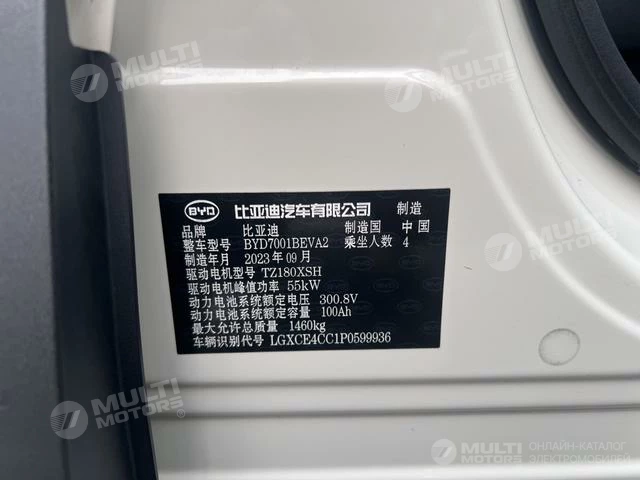 MULTI
MOTORS®
MULTI
MOTORS®
BYD 比亚迪汽车有限公司 制造
品牌 比亚迪 制造国 中国
整车型号 BYD7001BEVA2 乘坐人数 4
制造年月 2023年09月
驱动电机型号 TZ180XSH
驱动电机峰值功率 55kW
动力电池系统额定电压 300.8V
动力电池系统额定容量 100Ah
最大允许总质量 1460kg
车辆识别代号 LGXCE4CC1P0599936
MULTI
MOTORS®
MULTI
MOTORS
ОНЛАЙН-КАТАЛОГ
ЭЛЕКТРОМОБИЛЕЙ